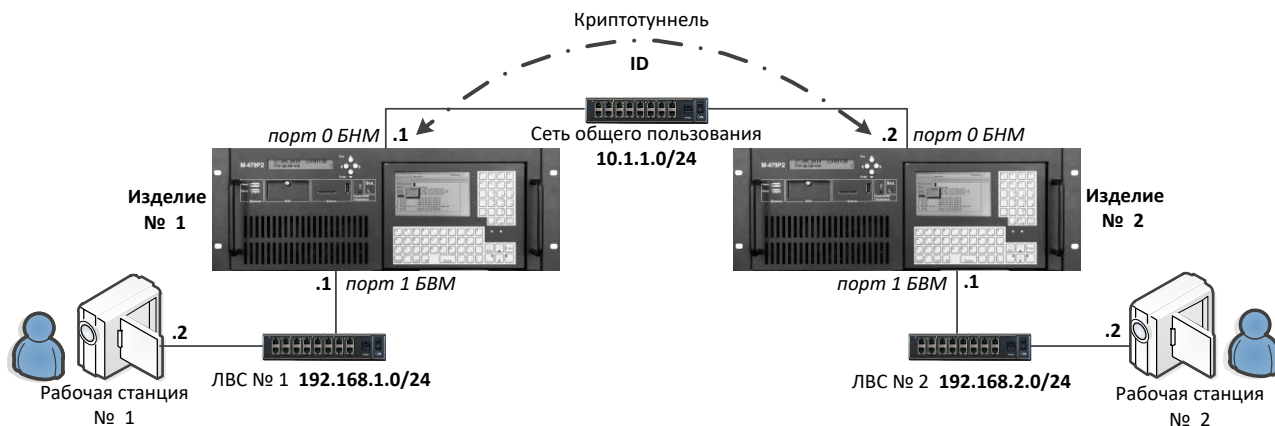 Криптотуннель
ID
порт 0 БНМ .1
Сеть общего пользования
10.1.1.0/24
.2 порт 0 БНМ
М-479Р2
М-479Р2
Изделие
№ 1
Изделие
№ 2
.1 порт 1 БВМ
порт 1 БВМ .1
.2
.2
ЛВС № 1 192.168.1.0/24
ЛВС № 2 192.168.2.0/24
Рабочая станция
№ 1
Рабочая станция
№ 2